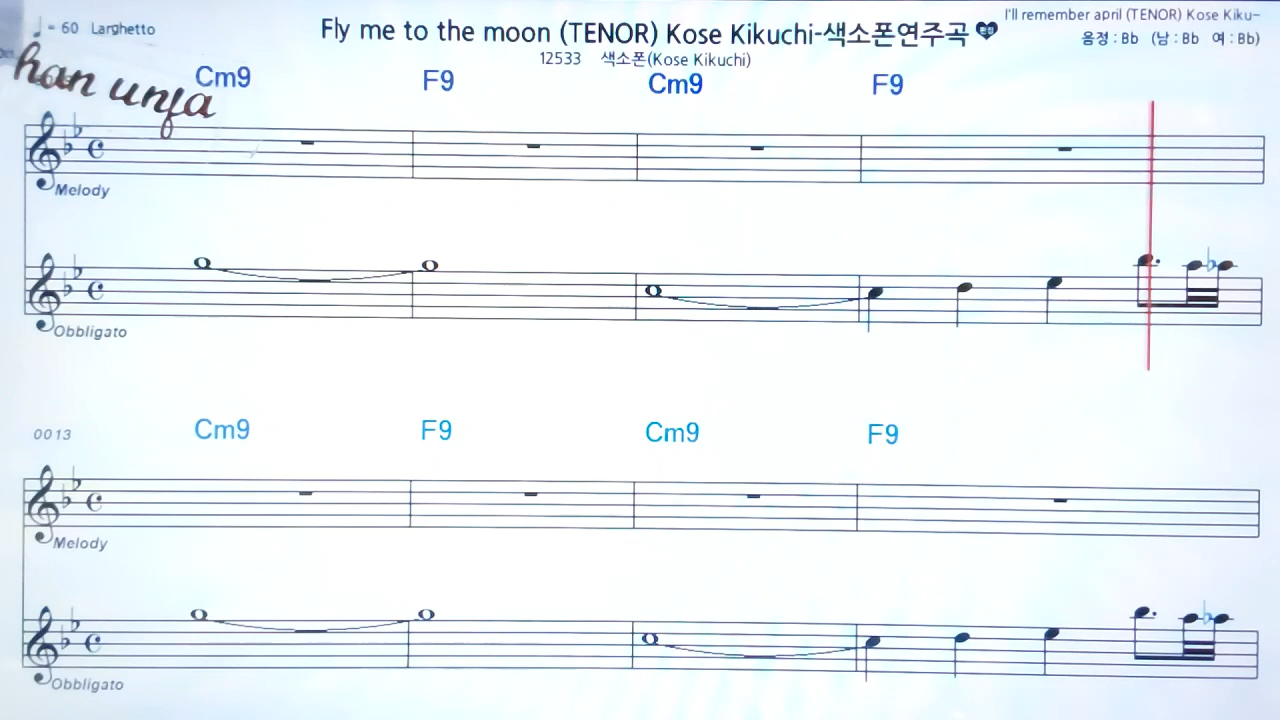 ♩= 60 Larghetto
Fly me to the moon (TENOR) Kose Kikuchi-색소폰연주곡
I'll remember april (TENOR) Kose Kiku-
음정 : Bb (남 : Bb 여 : Bb)
12533 색소폰(Kose Kikuchi)
han unja
Cm9 F9 Cm9 F9
Melody
Obbligato
0013 Cm9 F9 Cm9 F9
Melody
Obbligato